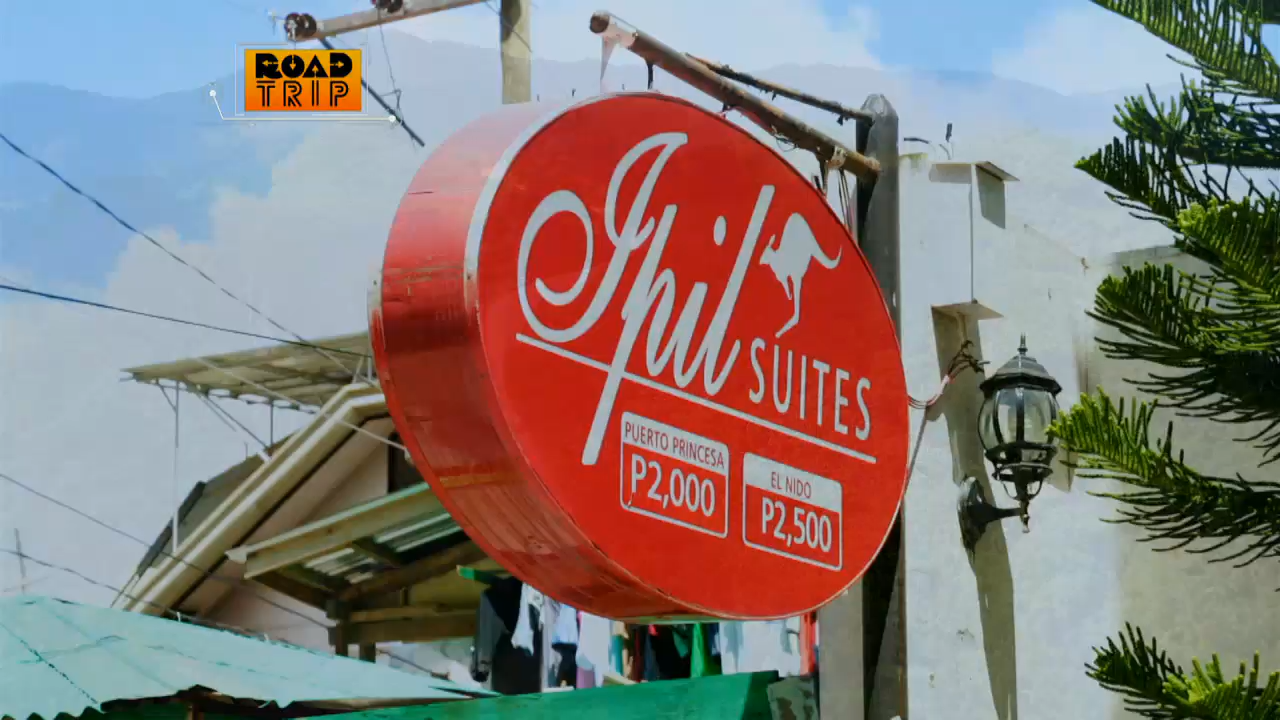 ROAD
TRIP
Ipil
SUITES
PUERTO PRINCESA
P2,000
EL NIDO
P2,500